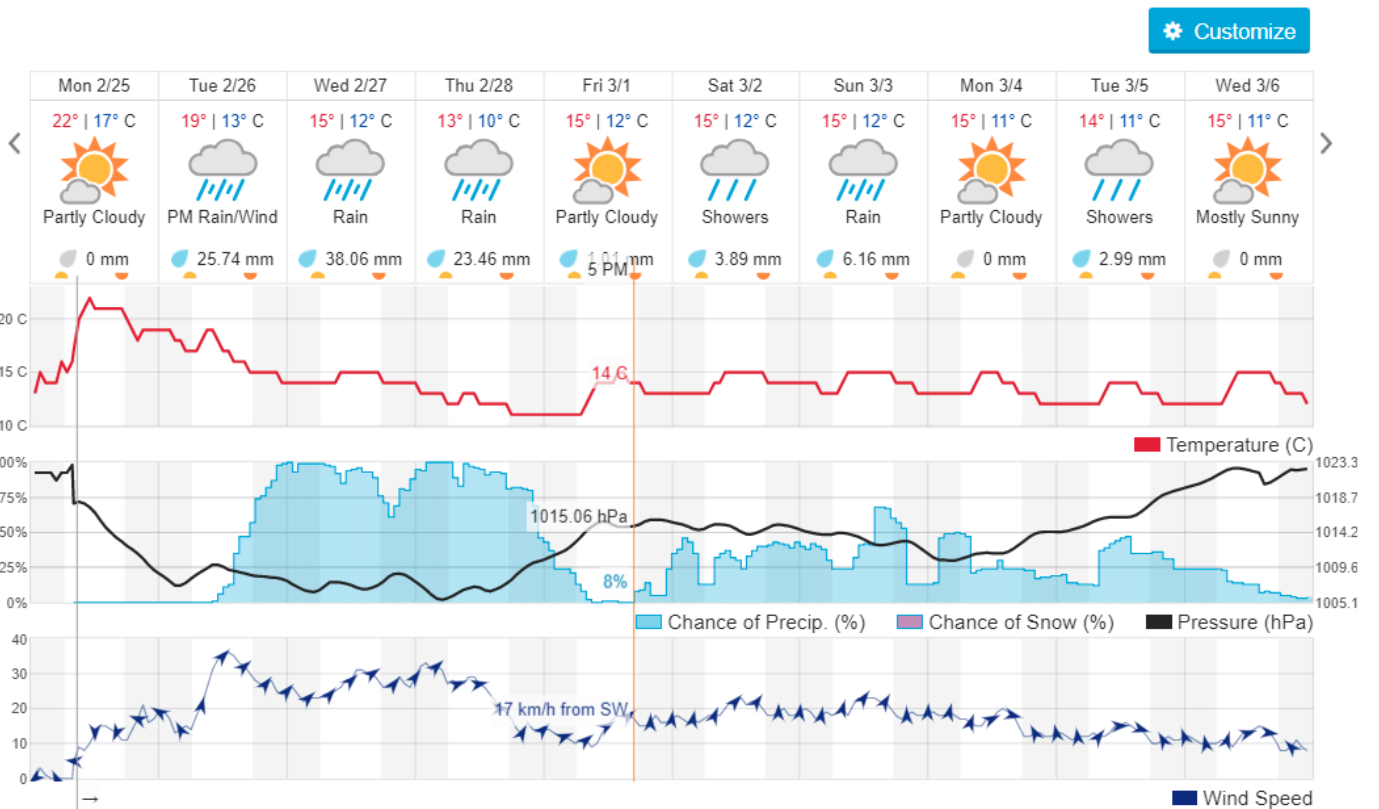 Customize
Mon 2/25 Tue 2/26 Wed 2/27 Thu 2/28 Fri 3/1 Sat 3/2 Sun 3/3 Mon 3/4 Tue 3/5 Wed 3/6
22° | 17° C 19° | 13° C 15° | 12° C 13° | 10° C 15° | 12° C 15° | 12° C 15° | 12° C 15° | 11° C 14° | 11° C 15° | 11° C
Partly Cloudy PM Rain/Wind Rain Rain Partly Cloudy Showers Rain Partly Cloudy Showers Mostly Sunny
0 mm 25.74 mm 38.06 mm 23.46 mm 1.01 mm 3.89 mm 6.16 mm 0 mm 2.99 mm 0 mm
5 PM
20 C
15 C
14 C
10 C
Temperature (C)
00% 1023.3
75% 1018.7
1015.06 hPa
50% 1014.2
25% 1009.6
8%
0% 1005.1
Chance of Precip. (%) Chance of Snow (%) Pressure (hPa)
40
30
20
17 km/h from SW
10
0
→
Wind Speed